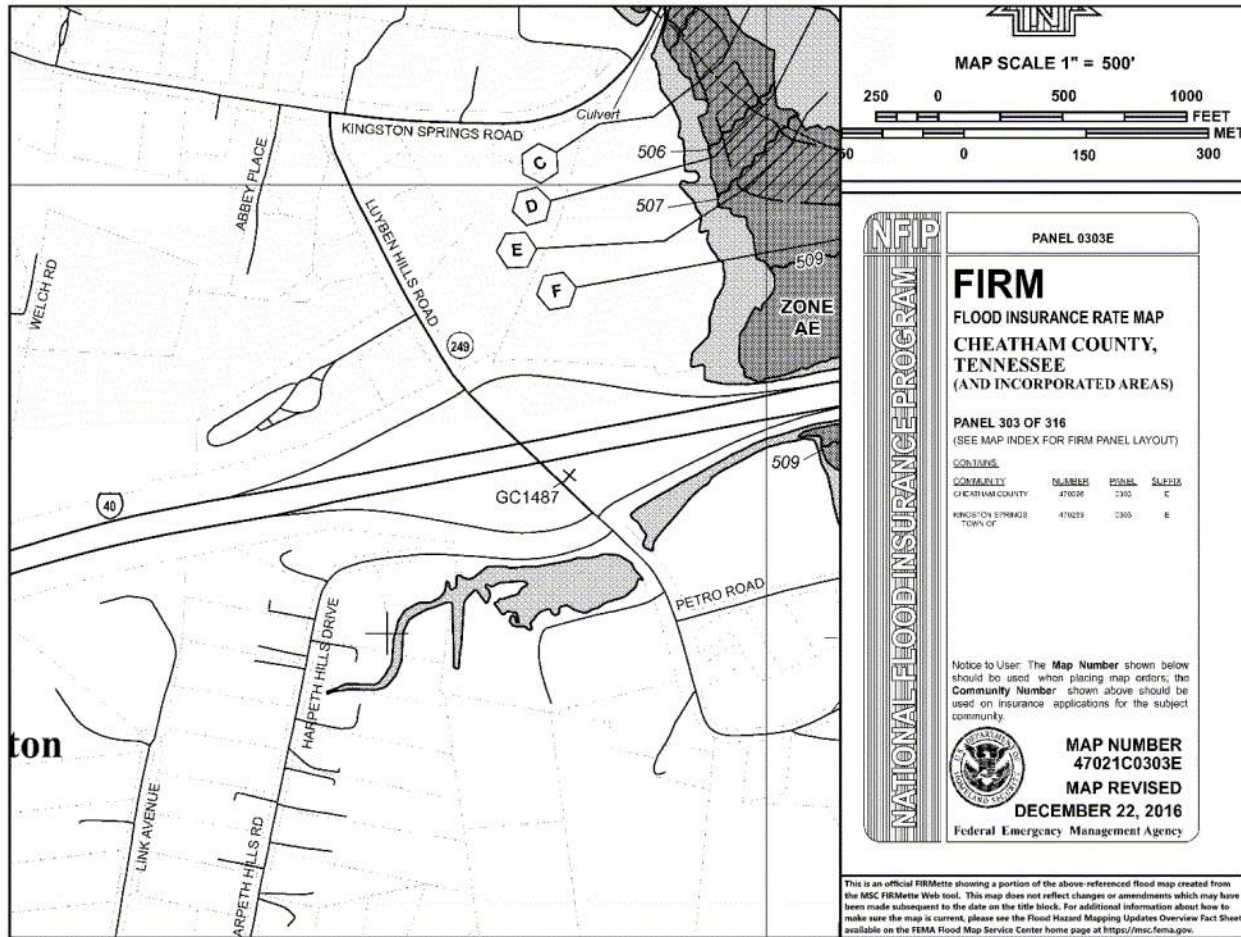 KINGSTON SPRINGS ROAD
Culvert
ABBEY PLACE
WELCH RD
LUYBEN HILLS ROAD
249
C
D
E
F
506
507
509
ZONE
AE
509
40
GC1487
PETRO ROAD
HARPETH HILLS DRIVE
ton
LINK AVENUE
ARPETH HILLS RD
MAP SCALE 1" = 500'
250 0 500 1000
FEET
MET
50 0 150 300
NFIP
NATIONAL FLOOD INSURANCE PROGRAM
PANEL 0303E
FIRM
FLOOD INSURANCE RATE MAP
CHEATHAM COUNTY,
TENNESSEE
(AND INCORPORATED AREAS)
PANEL 303 OF 316
(SEE MAP INDEX FOR FIRM PANEL LAYOUT)
CONTAINS:
COMMUNITY NUMBER PANEL SUFFIX
CHEATHAM COUNTY 0303 E
KINGSTON SPRINGS, 0303 E
TOWN OF
Notice to User: The Map Number shown below
should be used when placing map orders; the
Community Number shown above should be
used on insurance applications for the subject
community.
MAP NUMBER
47021C0303E
MAP REVISED
DECEMBER 22, 2016
Federal Emergency Management Agency
This is an official FIRMette showing a portion of the above-referenced flood map created from
the MSC FIRMette Web tool. This map does not reflect changes or amendments which may have
been made subsequent to the date on the title block. For additional information about how to
make sure the map is current, please see the Flood Hazard Mapping Updates Overview Fact Sheet
available on the FEMA Flood Map Service Center home page at https://msc.fema.gov.